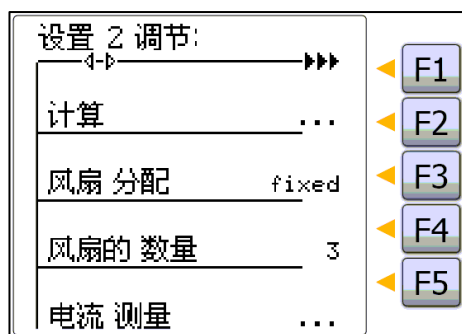 设置 2 调节:
F1
计算 ... F2
风扇 分配 fixed F3
风扇的 数量 3 F4
F5
电流 测量 ...